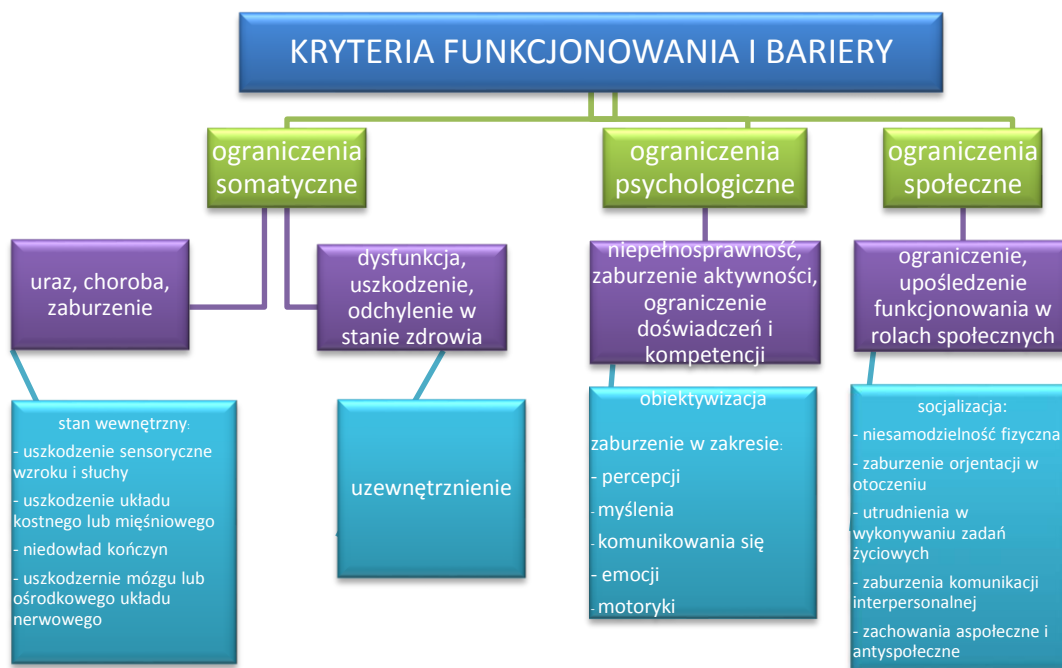 KRYTERIA FUNKCJONOWANIA I BARIERY
ograniczenia
somatyczne
ograniczenia
psychologiczne
ograniczenia
społeczne
uraz, choroba,
zaburzenie
dysfunkcja,
uszkodzenie,
odchylenie w
stanie zdrowia
niepełnosprawność,
zaburzenie aktywności,
ograniczenie
doświadczeń i
kompetencji
ograniczenie,
upośledzenie
funkcjonowania w
rolach społecznych
stan wewnętrzny:
- uszkodzenie sensoryczne
wzroku i słuchy
- uszkodzenie układu
kostnego lub mięśniowego
- niedowład kończyn
- uszkodzernie mózgu lub
ośrodkowego układu
nerwowego
uzewnętrznienie
obiektywizacja
zaburzenie w zakresie:
- percepcji
- myślenia
- komunikowania się
- emocji
- motoryki
socjalizacja:
- niesamodzielność fizyczna
- zaburzenie orjentacji w
otoczeniu
- utrudnienia w
wykonywaniu zadań
życiowych
- zaburzenia komunikacji
interpersonalnej
- zachowania aspołeczne i
antyspołeczne